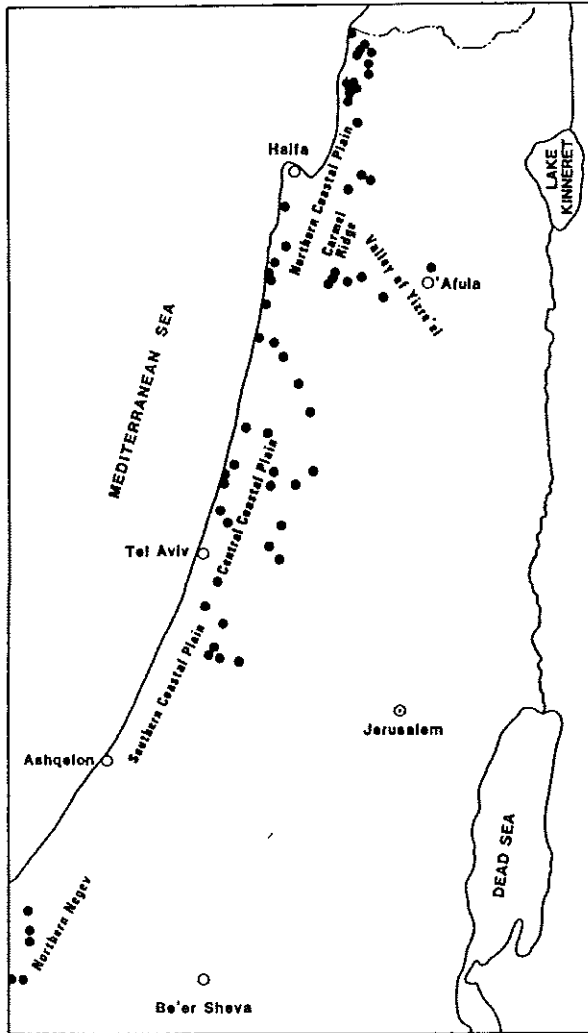 Haifa
Northern Coastal Plain
Carmel
Ridge
Valley of Yizre'el
'Afula
LAKE
KINNERET
MEDITERRANEAN SEA
Tel Aviv
Central Coastal Plain
Southern Coastal Plain
Jerusalem
Ashqelon
DEAD SEA
Northern Negev
Be'er Sheva